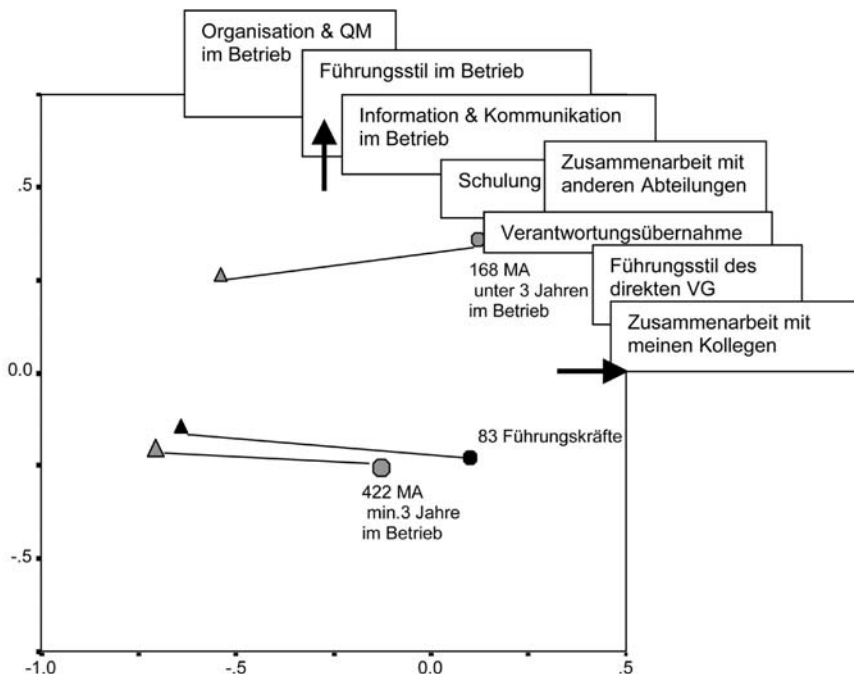 Organisation & QM
im Betrieb
Führungsstil im Betrieb
Information & Kommunikation
im Betrieb
Schulung
Zusammenarbeit mit
anderen Abteilungen
Verantwortungsübernahme
Führungsstil des
direkten VG
Zusammenarbeit mit
meinen Kollegen
.5
0.0
-.5
168 MA
unter 3 Jahren
im Betrieb
83 Führungskräfte
422 MA
min.3 Jahre
im Betrieb
-1.0
-.5
0.0
.5